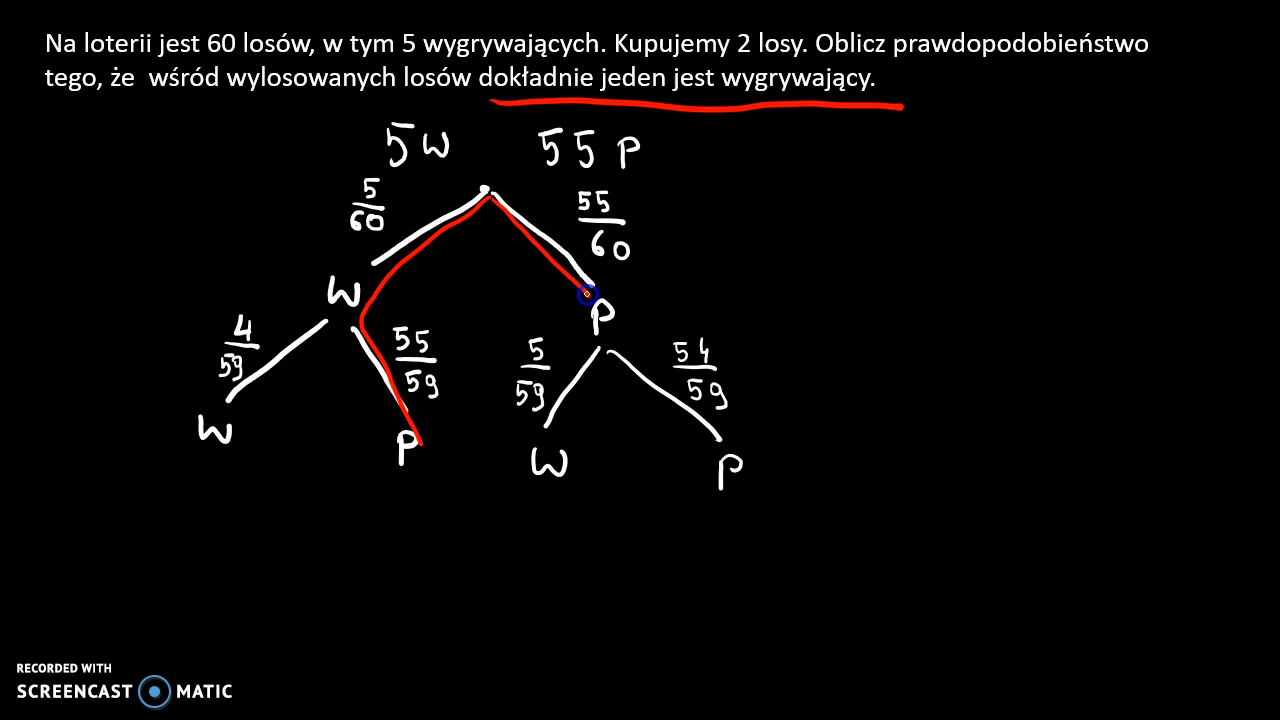 Na loterii jest 60 losów, w tym 5 wygrywających. Kupujemy 2 losy. Oblicz prawdopodobieństwo
tego, że wśród wylosowanych losów dokładnie jeden jest wygrywający.
5W 55 P
5/60 55/60
W P
4/59 55/59 5/59 54/59
W P W P
RECORDED WITH
SCREENCAST MATIC